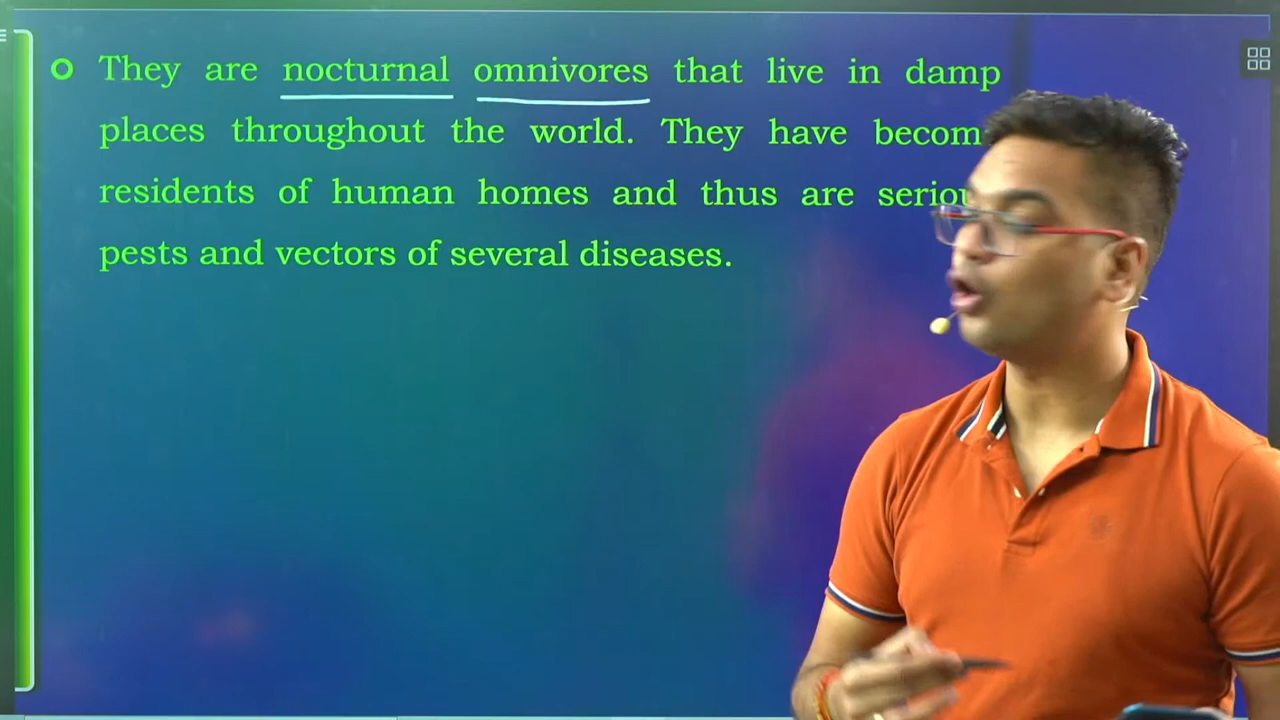 They are nocturnal omnivores that live in damp
places throughout the world. They have becom
residents of human homes and thus are seriou
pests and vectors of several diseases.